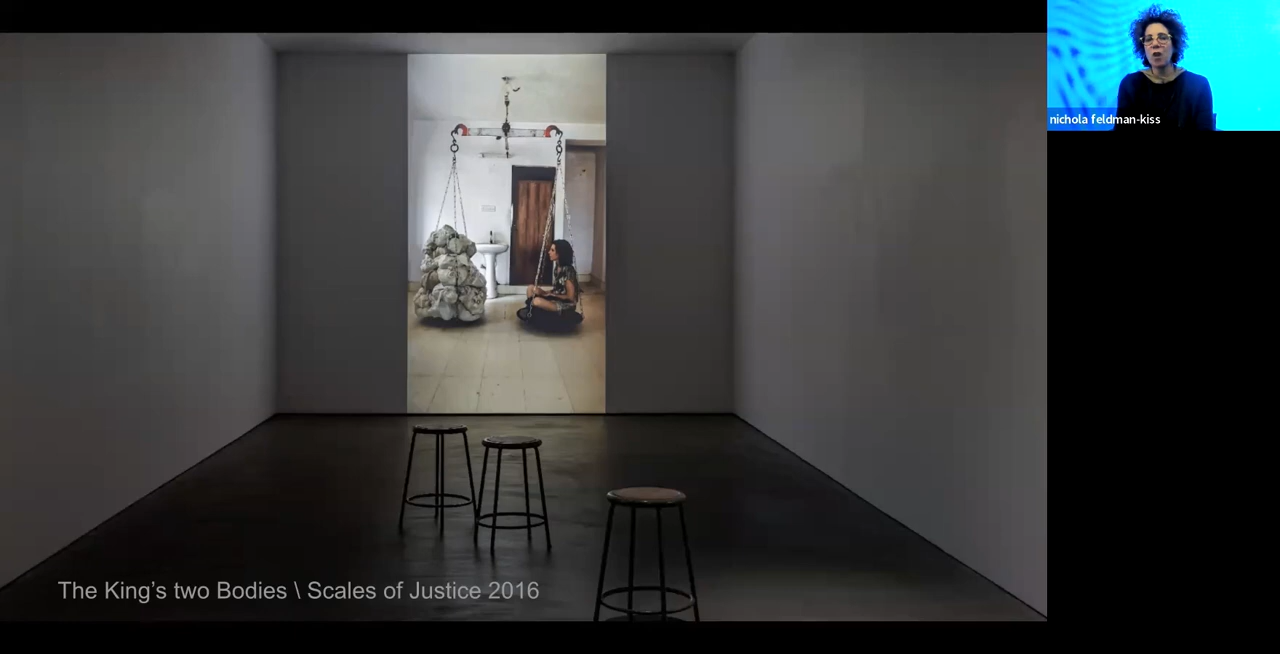 nichola feldman-kiss
The King’s two Bodies \ Scales of Justice 2016